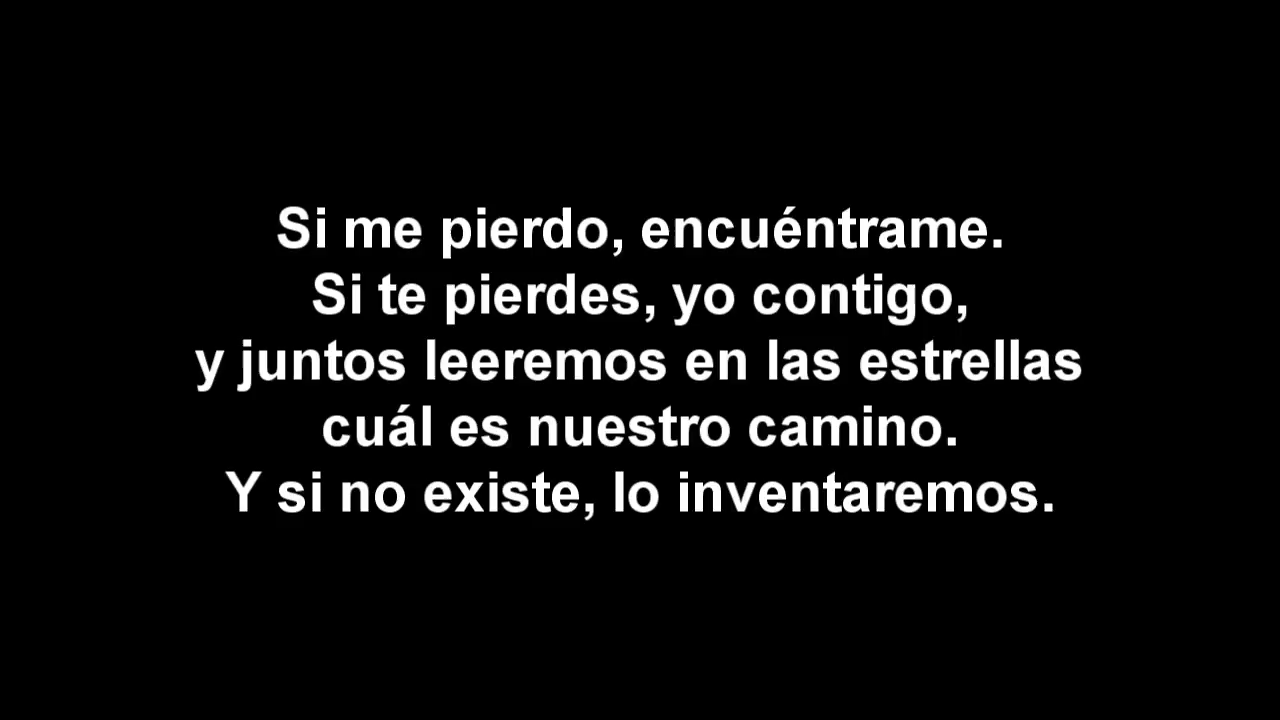 Si me pierdo, encuéntrame.
Si te pierdes, yo contigo,
y juntos leeremos en las estrellas
cuál es nuestro camino.
Y si no existe, lo inventaremos.